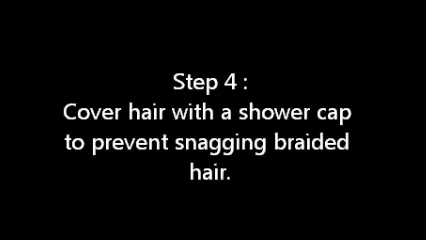 Step 4 :
Cover hair with a shower cap
to prevent snagging braided
hair.